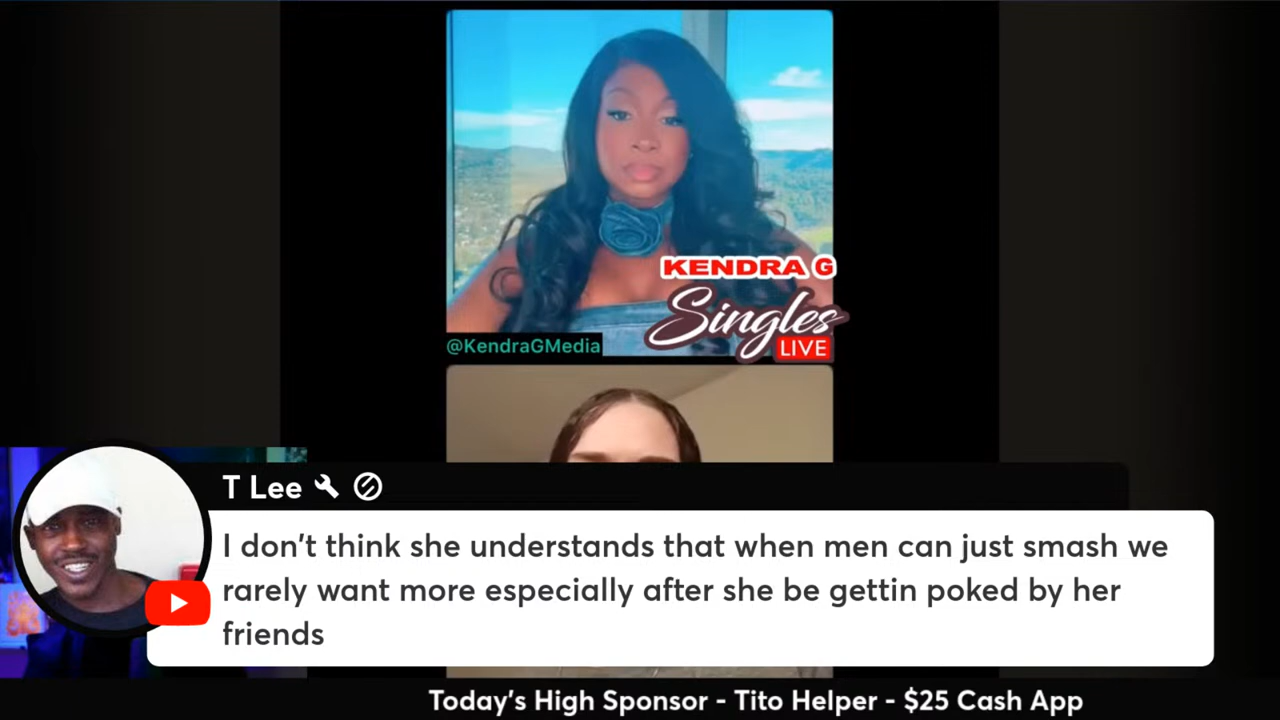 KENDRA G
Singles
LIVE
@KendraGMedia
T Lee
I don't think she understands that when men can just smash we
rarely want more especially after she be gettin poked by her
friends
Today's High Sponsor - Tito Helper - $25 Cash App